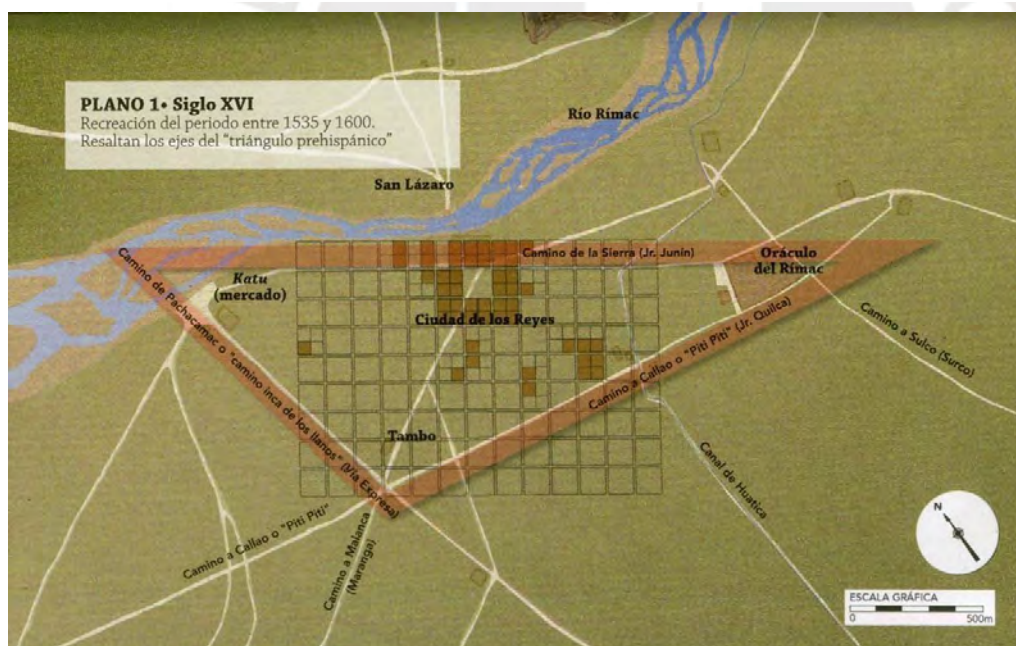 PLANO 1• Siglo XVI
Recreación del periodo entre 1535 y 1600.
Resaltan los ejes del "triángulo prehispánico"
Río Rímac
San Lázaro
Camino de la Sierra (Jr. Junín)
Oráculo
del Rímac
Katu
(mercado)
Camino de Pachacamac o "camino inca de los llanos" (Vía Expresa)
Ciudad de los Reyes
Camino a Callao o "Piti Piti" (Jr. Quilca)
Camino a Sulco (Surco)
Tambo
Canal de Huatica
Camino a Callao o "Piti Piti"
Camino a Malanca
(Maranga)
N
ESCALA GRÁFICA
0 500m